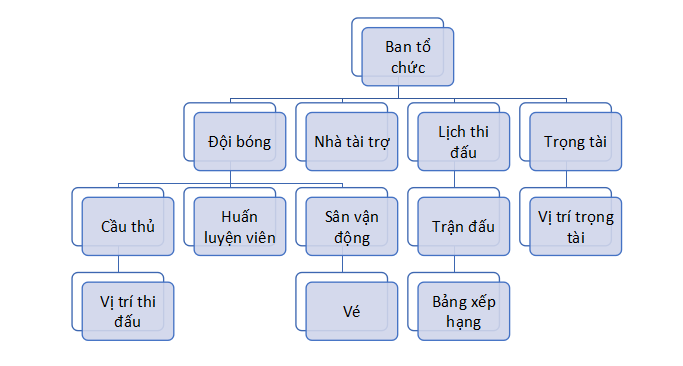 Ban tổ
chức
Đội bóng
Nhà tài trợ
Lịch thi
đấu
Trọng tài
Cầu thủ
Huấn
luyện viên
Sân vận
động
Trận đấu
Vị trí trọng
tài
Vị trí thi
đấu
Vé
Bảng xếp
hạng